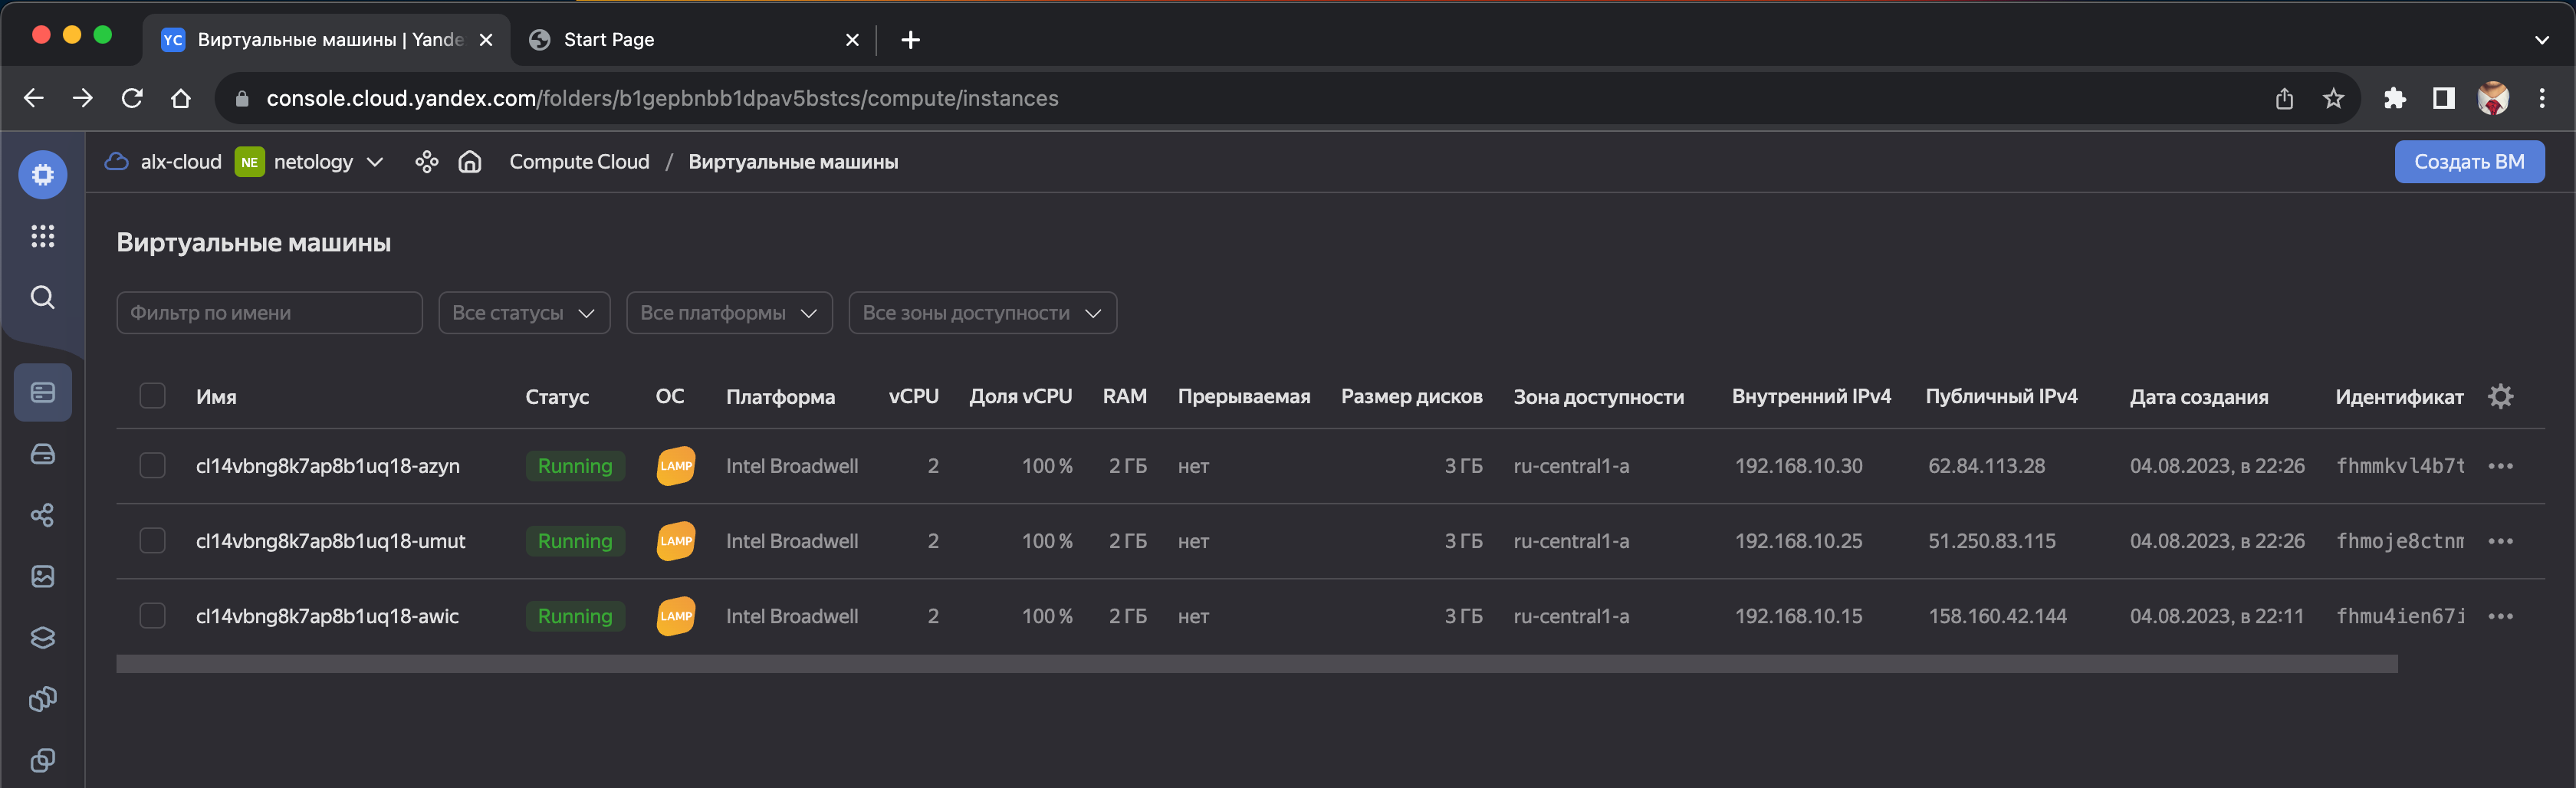 YC Виртуальные машины | Yande
Start Page
console.cloud.yandex.com/folders/b1gepbnbb1dpav5bstcs/compute/instances
alx-cloud NE netology Compute Cloud / Виртуальные машины Создать ВМ
Виртуальные машины
Фильтр по имени Все статусы Все платформы Все зоны доступности
Имя Статус ОС Платформа vCPU Доля vCPU RAM Прерываемая Размер дисков Зона доступности Внутренний IPv4 Публичный IPv4 Дата создания Идентификат
cl14vbng8k7ap8b1uq18-azyn Running LAMP Intel Broadwell 2 100 % 2 ГБ нет 3 ГБ ru-central1-a 192.168.10.30 62.84.113.28 04.08.2023, в 22:26 fhmmkvl4b7t
cl14vbng8k7ap8b1uq18-umut Running LAMP Intel Broadwell 2 100 % 2 ГБ нет 3 ГБ ru-central1-a 192.168.10.25 51.250.83.115 04.08.2023, в 22:26 fhmoje8ctnm
cl14vbng8k7ap8b1uq18-awic Running LAMP Intel Broadwell 2 100 % 2 ГБ нет 3 ГБ ru-central1-a 192.168.10.15 158.160.42.144 04.08.2023, в 22:11 fhmu4ien67i